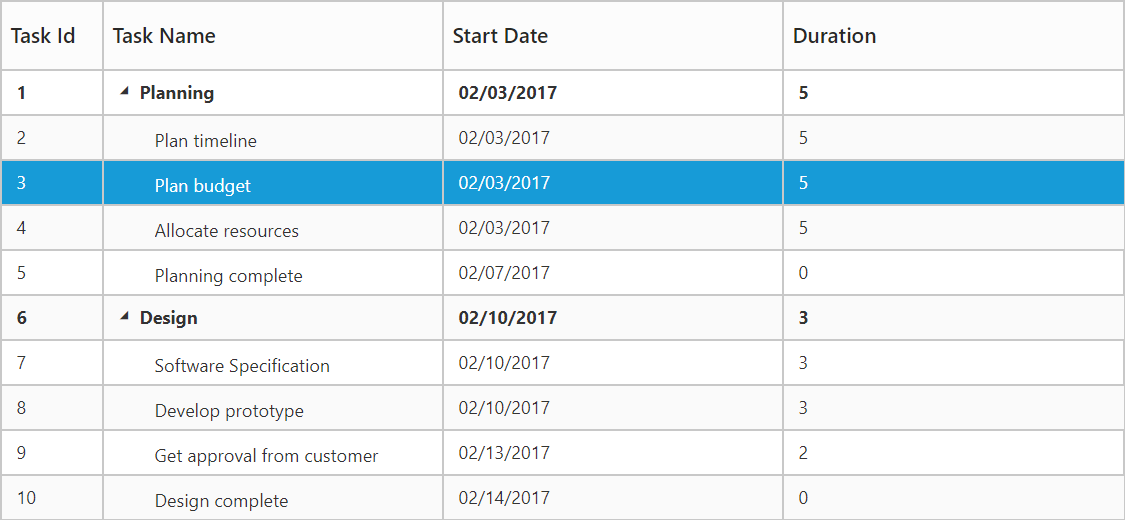 Task Id Task Name Start Date Duration
1 Planning 02/03/2017 5
2 Plan timeline 02/03/2017 5
3 Plan budget 02/03/2017 5
4 Allocate resources 02/03/2017 5
5 Planning complete 02/07/2017 0
6 Design 02/10/2017 3
7 Software Specification 02/10/2017 3
8 Develop prototype 02/10/2017 3
9 Get approval from customer 02/13/2017 2
10 Design complete 02/14/2017 0